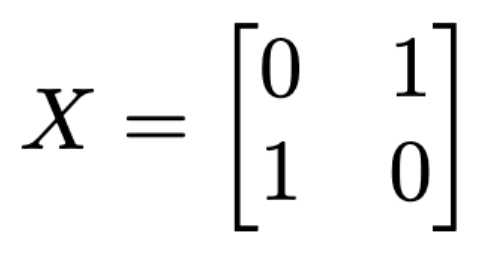 X = [0 1
1 0]